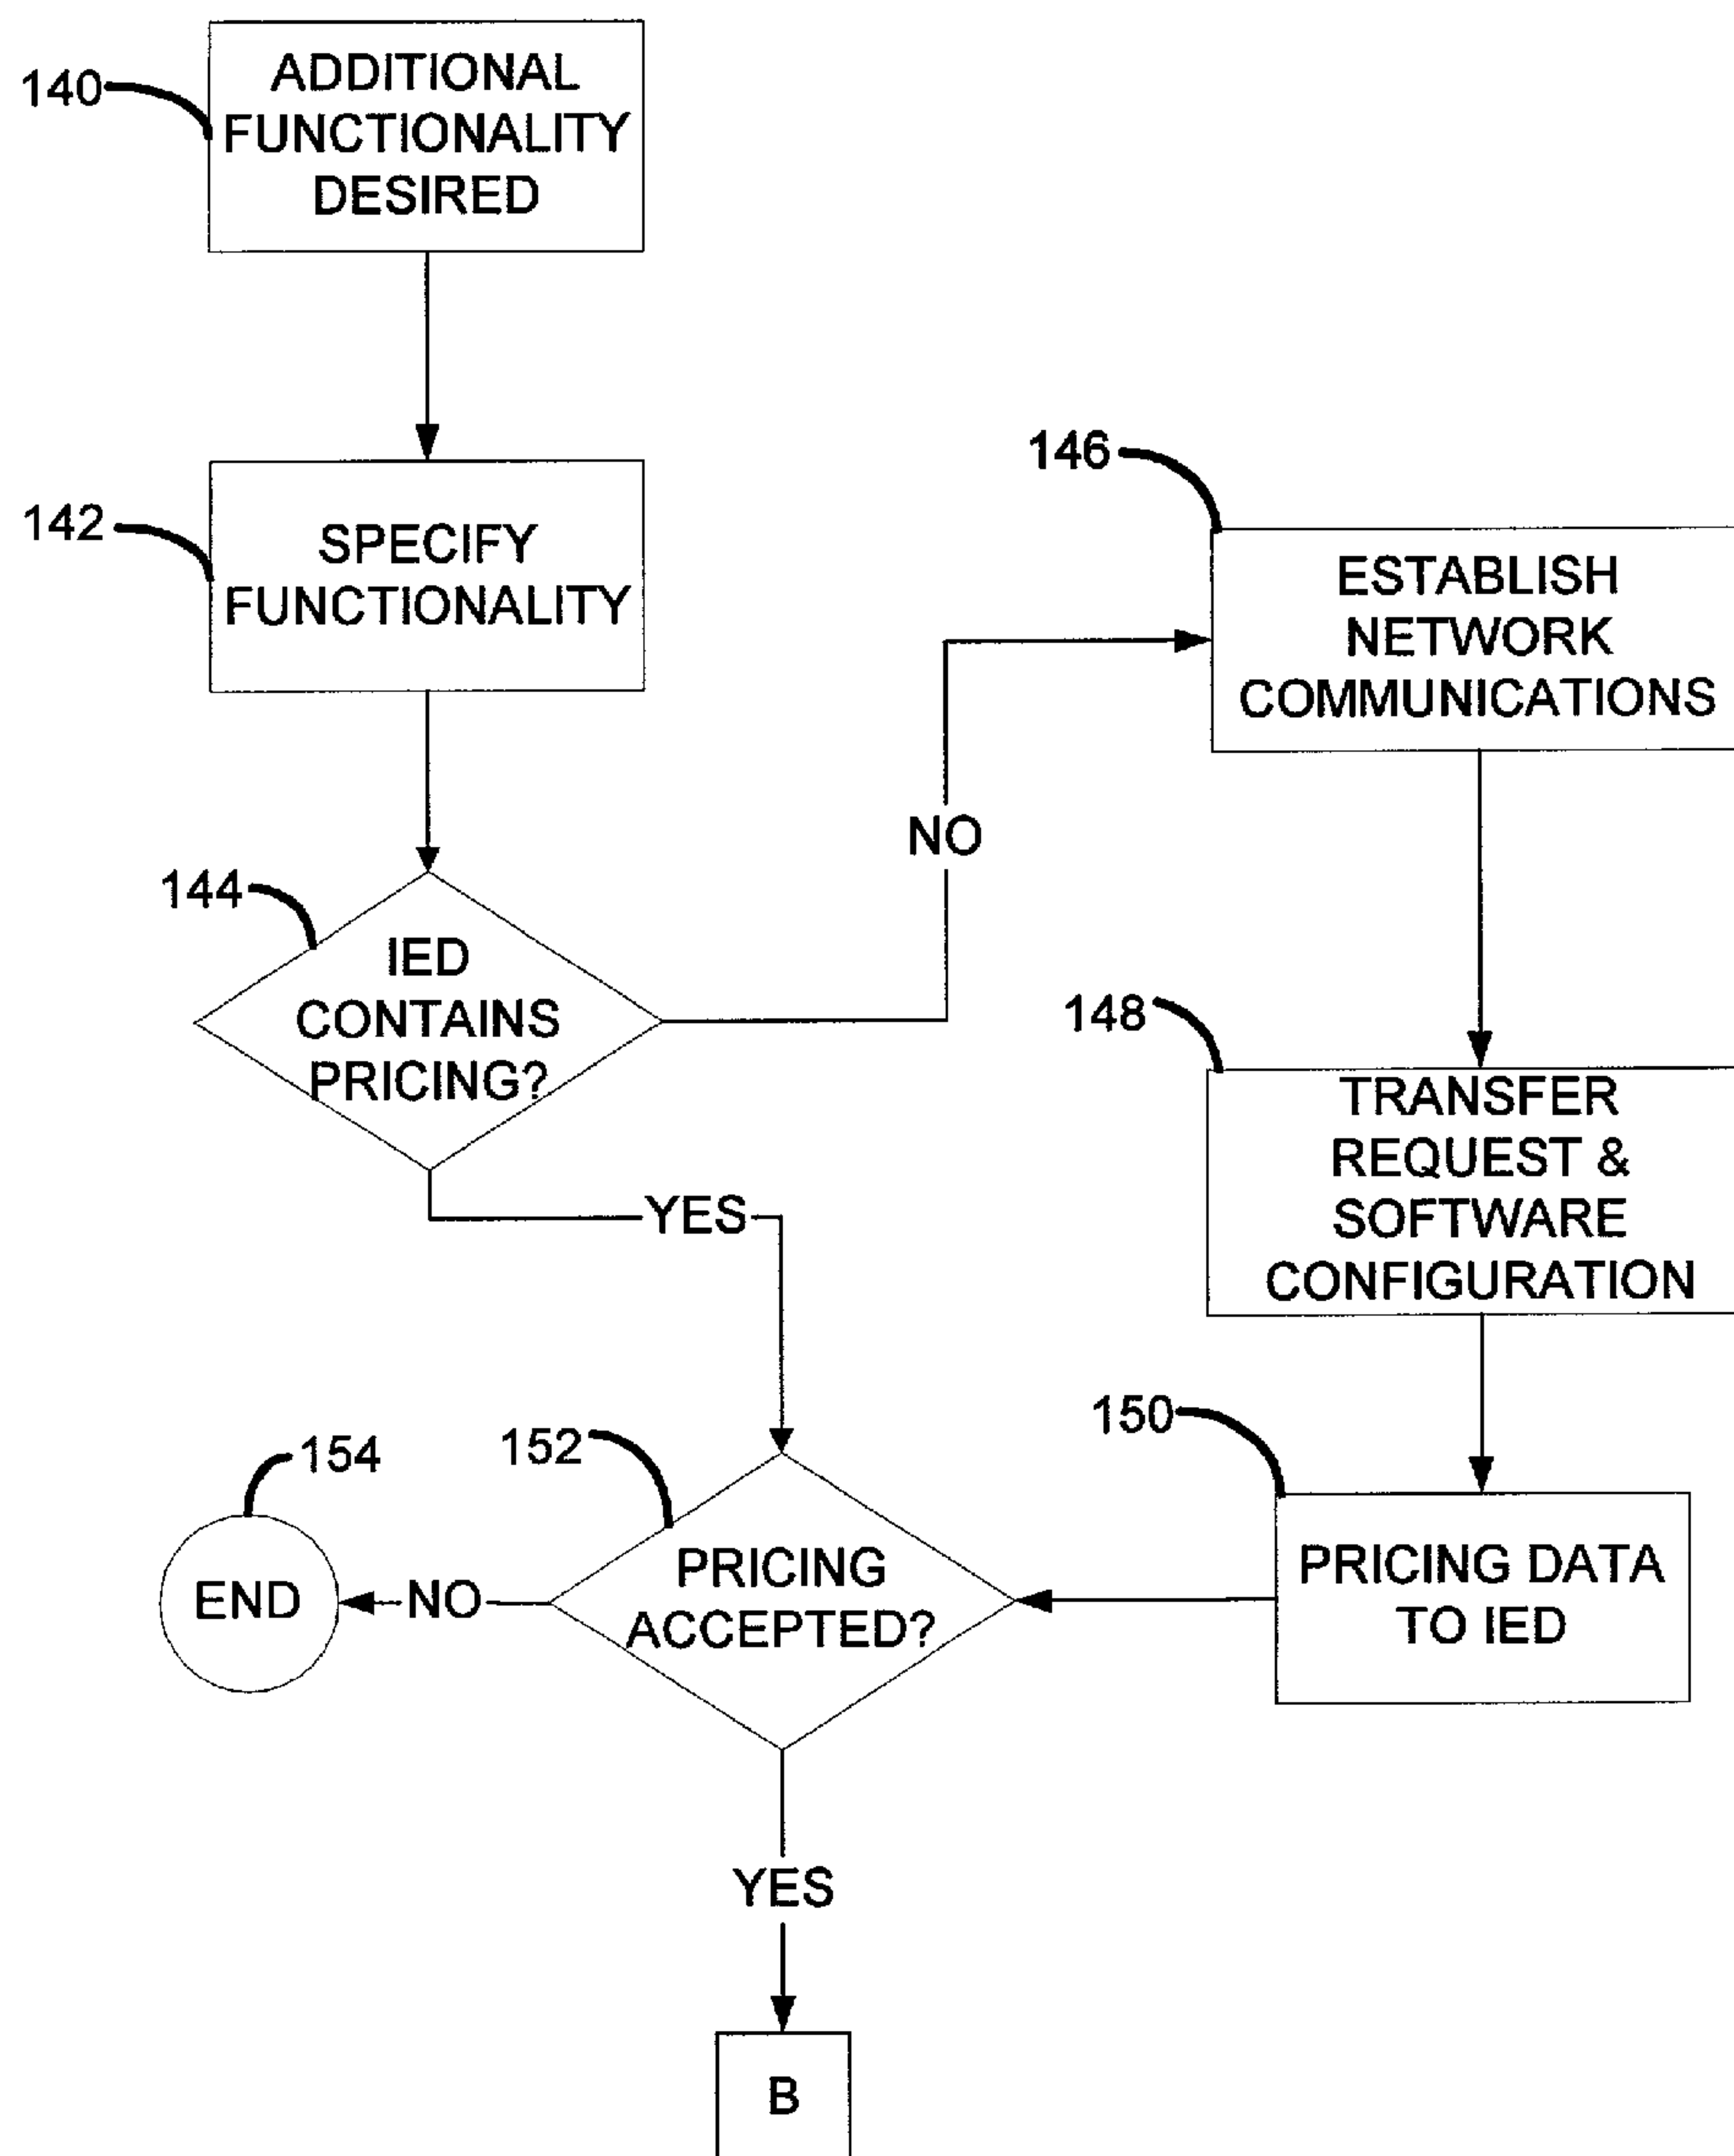 140
ADDITIONAL
FUNCTIONALITY
DESIRED
142
SPECIFY
FUNCTIONALITY
144
IED
CONTAINS
PRICING?
NO
146
ESTABLISH
NETWORK
COMMUNICATIONS
148
TRANSFER
REQUEST &
SOFTWARE
CONFIGURATION
YES
150
PRICING DATA
TO IED
152
PRICING
ACCEPTED?
NO
154
END
YES
B